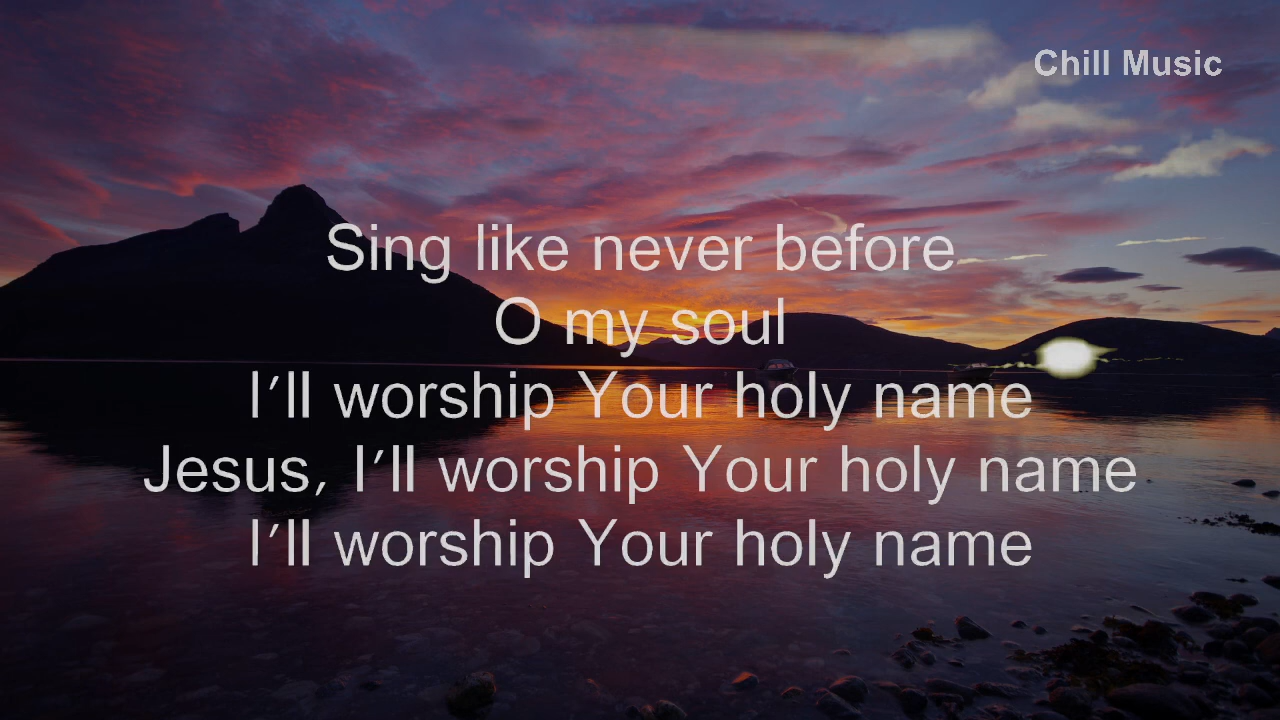 Chill Music
Sing like never before
O my soul
I’ll worship Your holy name
Jesus, I’ll worship Your holy name
I’ll worship Your holy name